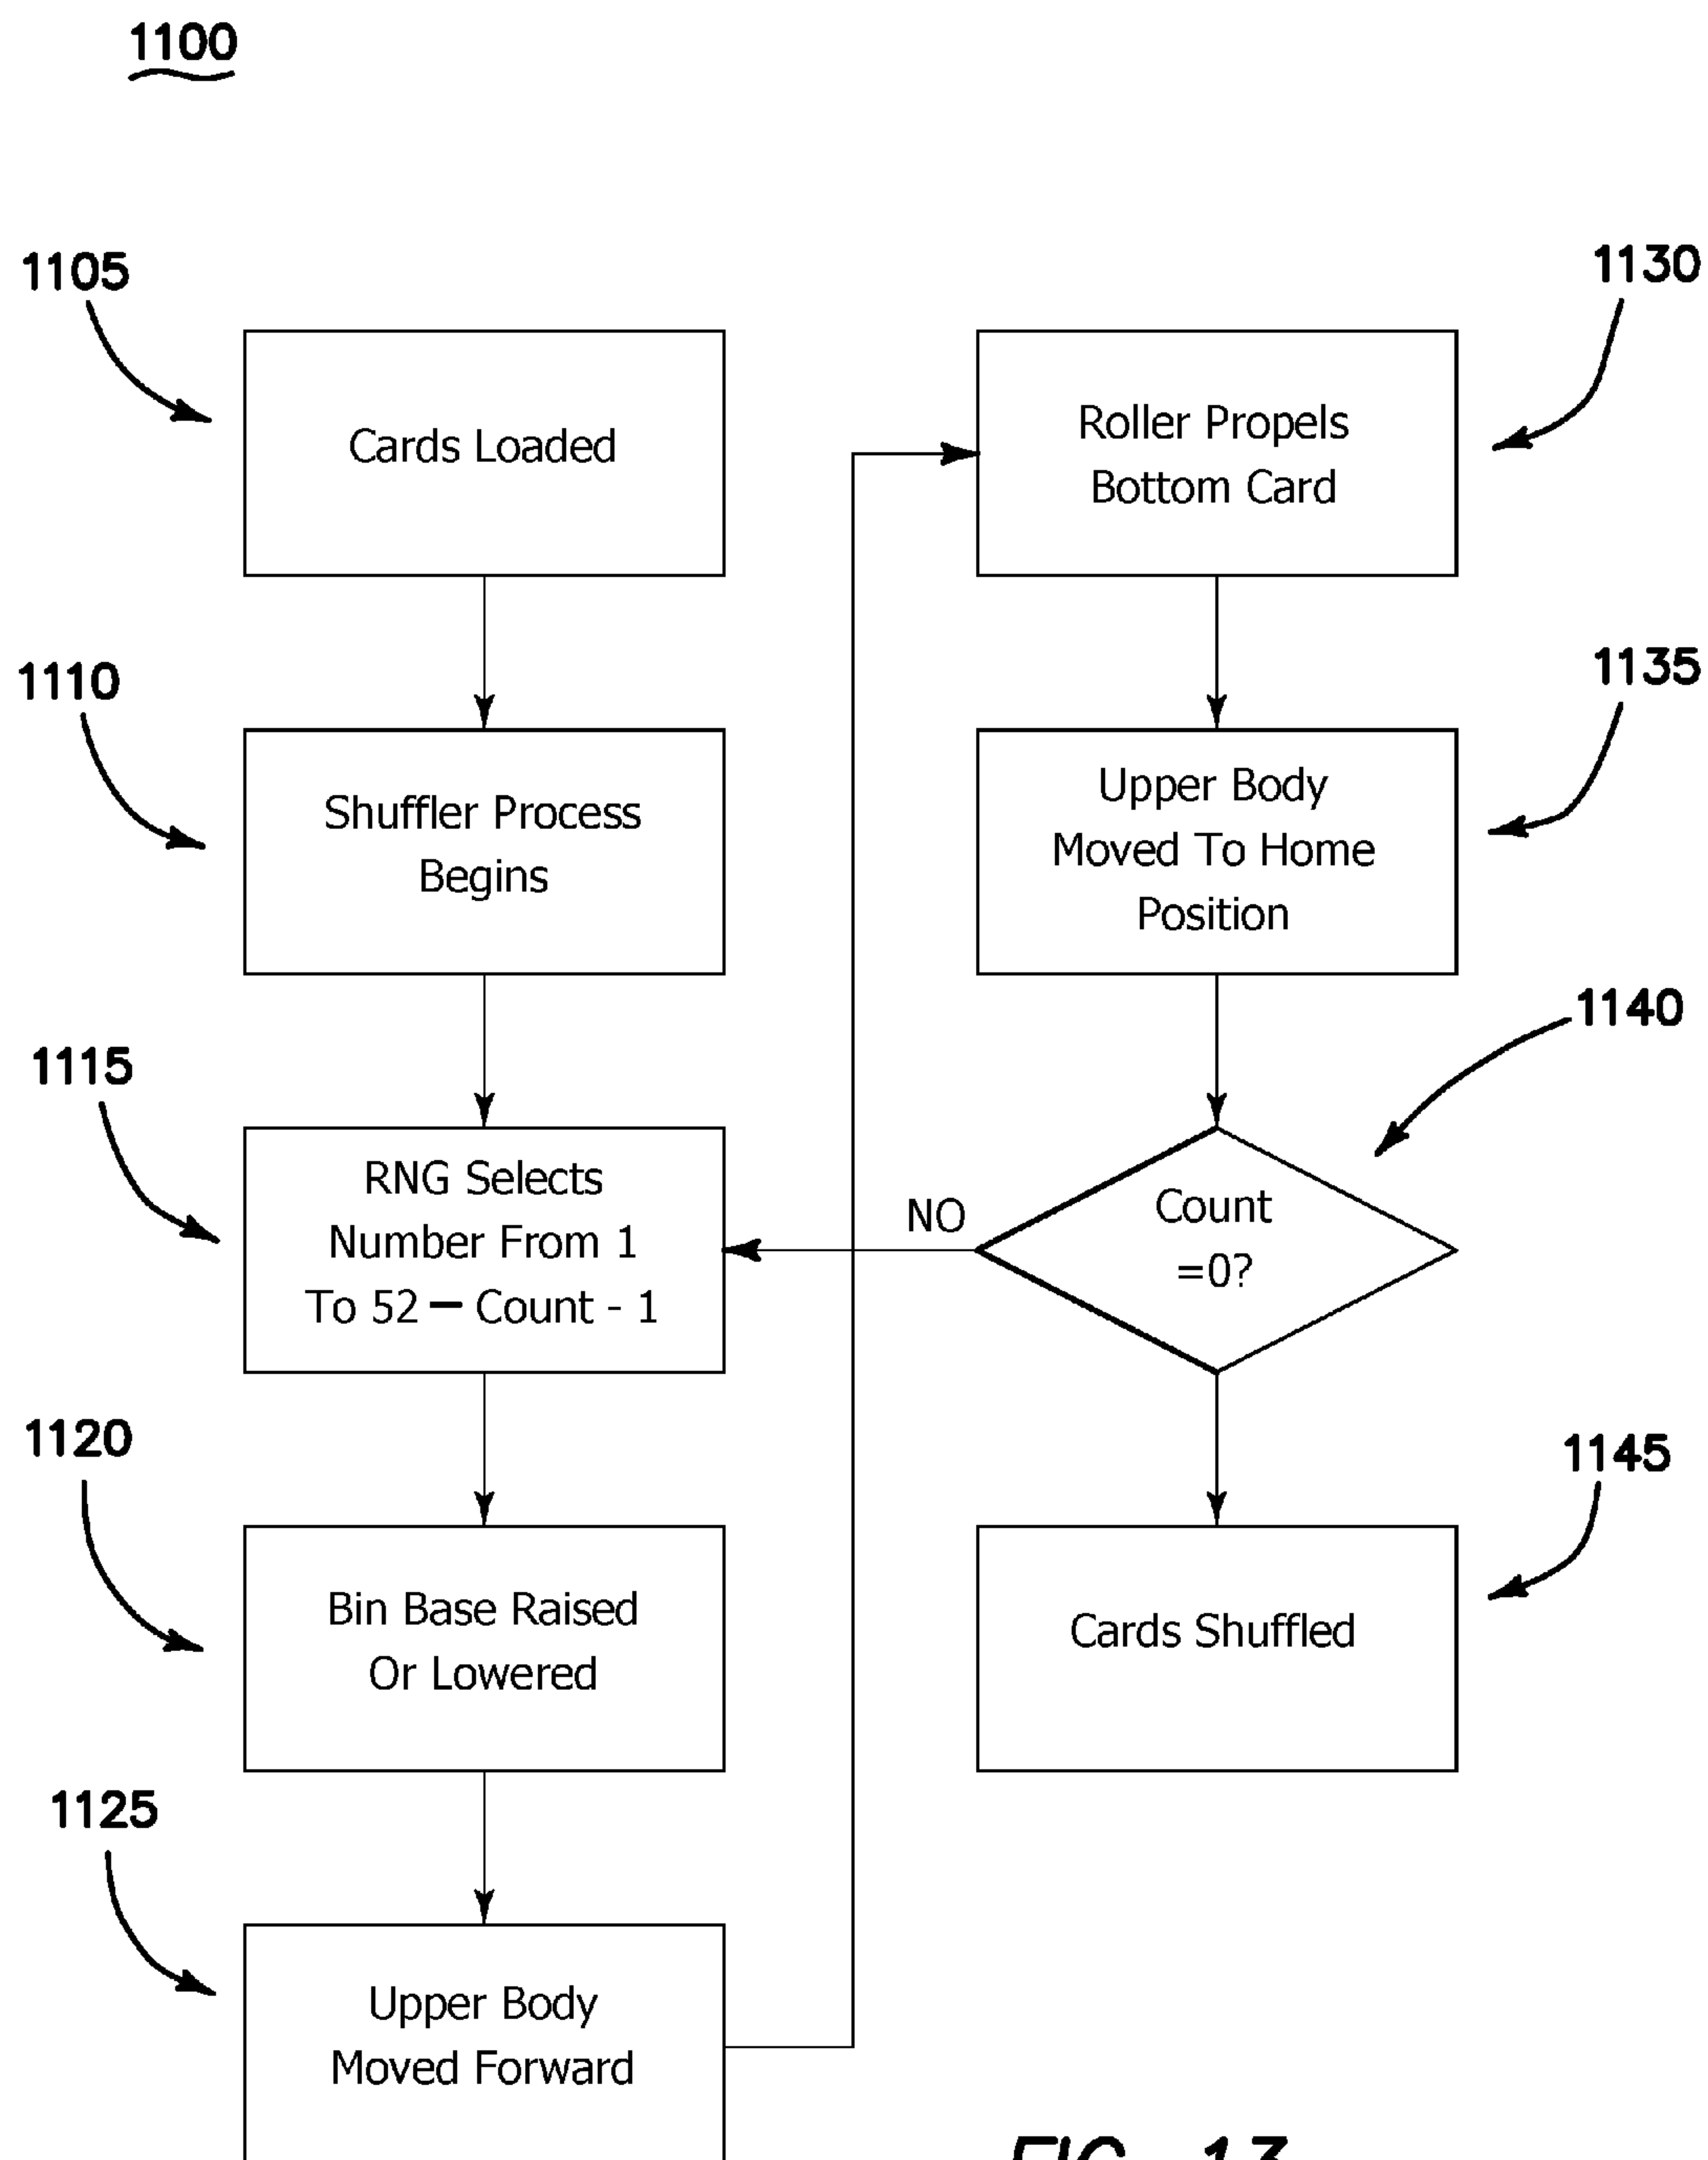 1100
1105
Cards Loaded
1110
Shuffler Process
Begins
1115
RNG Selects
Number From 1
To 52 — Count - 1
1120
Bin Base Raised
Or Lowered
1125
Upper Body
Moved Forward
1130
Roller Propels
Bottom Card
1135
Upper Body
Moved To Home
Position
1140
Count
=0?
NO
1145
Cards Shuffled
FIG. 13